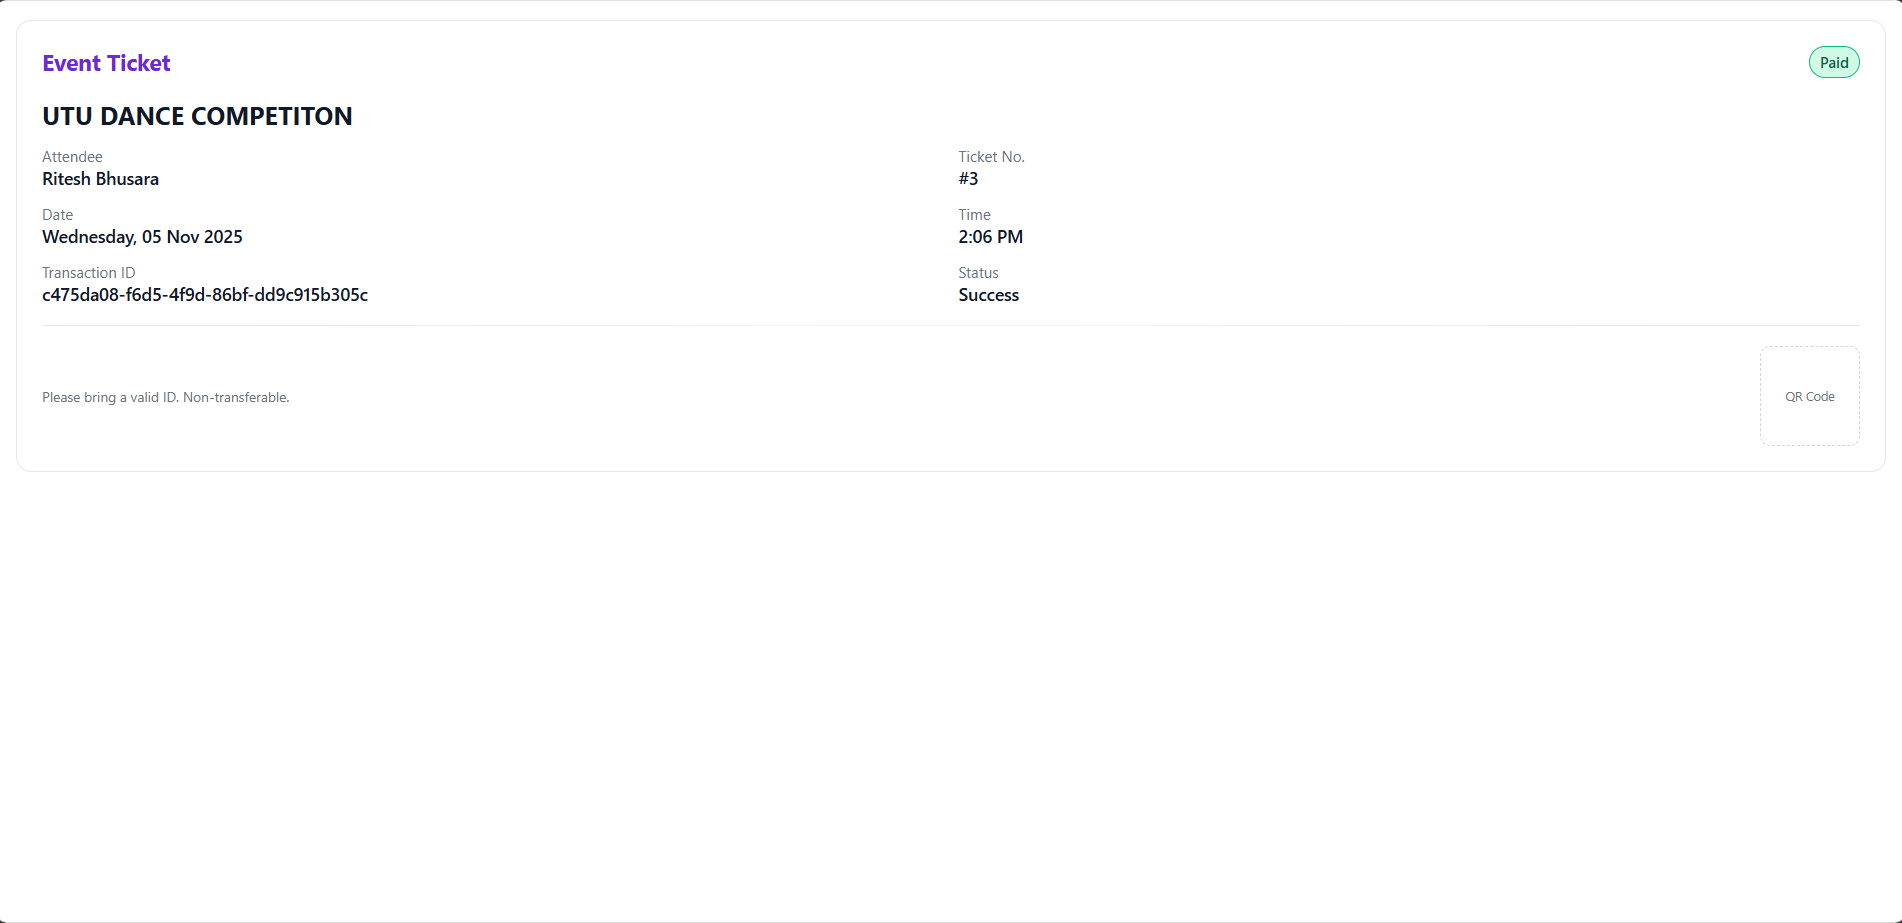 Event Ticket
Paid
UTU DANCE COMPETITON
Attendee
Ritesh Bhusara
Ticket No.
#3
Date
Wednesday, 05 Nov 2025
Time
2:06 PM
Transaction ID
c475da08-f6d5-4f9d-86bf-dd9c915b305c
Status
Success
Please bring a valid ID. Non-transferable.
QR Code